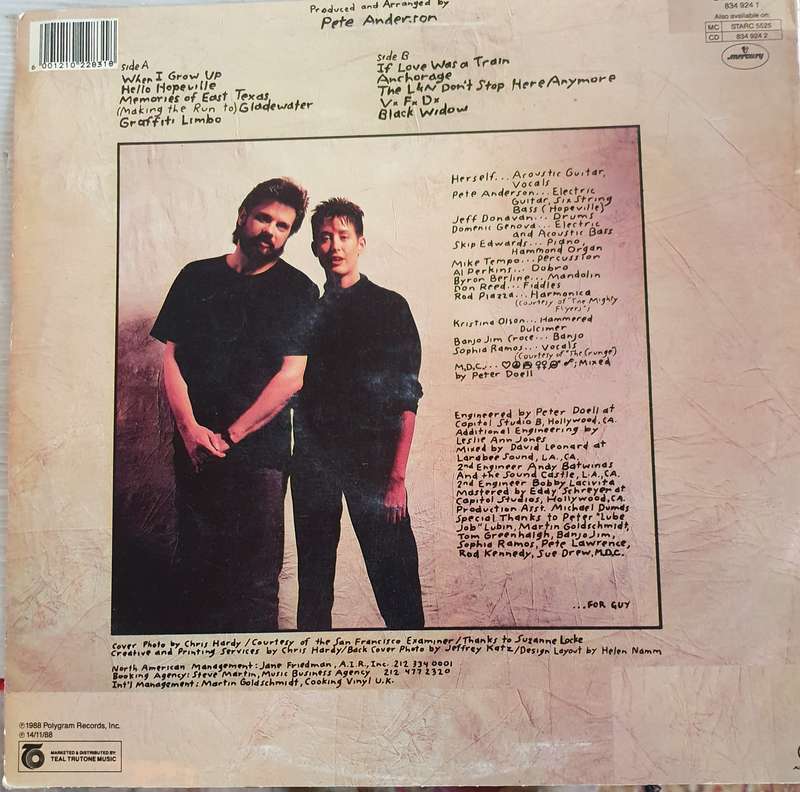 Produced and Arranged by
Pete Anderson
834 924 1
Also available on:
MC STARC 5525
CD 834 924 2
mercury
6 001210 228318
Side A
When I Grow Up
Hello Hopeville
Memories of East Texas
(Making the Run to) Gladewater
Graffiti Limbo
Side B
If Love Was a Train
Anchorage
The L&N Don't Stop Here Anymore
V. F. D.
Black Widow
Herself... Acoustic Guitar,
Vocals
Pete Anderson... Electric
Guitar, Six String
Bass (Hopeville)
Jeff Donavan... Drums
Domenic Genova... Electric
and Acoustic Bass
Skip Edwards... Piano,
Hammond Organ
Mike Tempo... Percussion
Al Perkins... Dobro
Byron Berline... Mandolin
Don Reed... Fiddles
Rod Piazza... Harmonica
(Courtesy of "The Mighty
Flyers")
Kristina Olson... Hammered
Dulcimer
Banjo Jim Croce... Banjo
Sophia Ramos... Vocals
(Courtesy of "The Grunge")
M.D.C... Mixed
by Peter Doell
Engineered by Peter Doell at
Capitol Studio B, Hollywood, CA.
Additional Engineering by
Leslie Ann Jones
Mixed by David Leonard at
Larabee Sound, L.A., CA.
2nd Engineer Andy Batwinas
And the Sound Castle, L.A., CA.
2nd Engineer Bobby Lacivita
Mastered by Eddy Schreyer at
Capitol Studios, Hollywood, CA.
Production Asst. Michael Dumas
Special Thanks to Peter "Lube
Job" Lubin, Martin Goldschmidt,
Tom Greenhalgh, Banjo Jim,
Sophia Ramos, Pete Lawrence,
Rod Kennedy, Sue Drew, M.D.C.
...FOR GUY
Cover Photo by Chris Hardy/Courtesy of the San Francisco Examiner/Thanks to Suzanne Locke
Creative and Printing Services by Chris Hardy/Back Cover Photo by Jeffrey Katz/Design Layout by Helen Namm
North American Management: Jane Friedman, A.I.R., Inc. 212 334 0001
Booking Agency: Steve Martin, Music Business Agency 212 477 2320
Int'l Management: Martin Goldschmidt, Cooking Vinyl U.K.
℗1988 Polygram Records, Inc.
℗ 14/11/88
MARKETED & DISTRIBUTED BY:
TEAL TRUTONE MUSIC